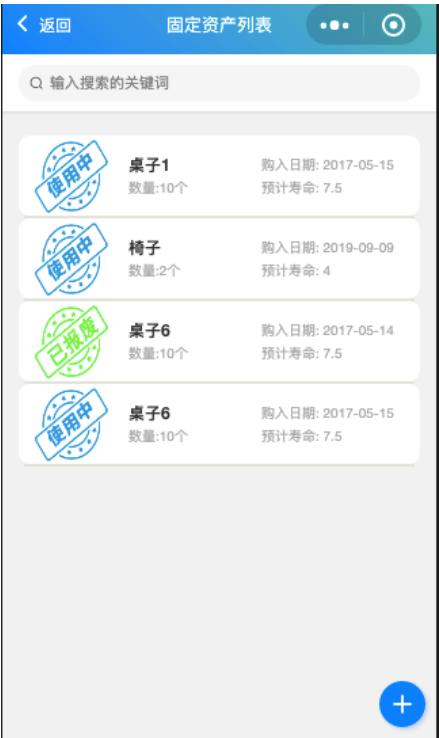 返回
固定资产列表
输入搜索的关键词
使用中
桌子1
购入日期: 2017-05-15
数量:10个
预计寿命: 7.5
使用中
椅子
购入日期: 2019-09-09
数量:2个
预计寿命: 4
已报废
桌子6
购入日期: 2017-05-14
数量:10个
预计寿命: 7.5
使用中
桌子6
购入日期: 2017-05-15
数量:10个
预计寿命: 7.5